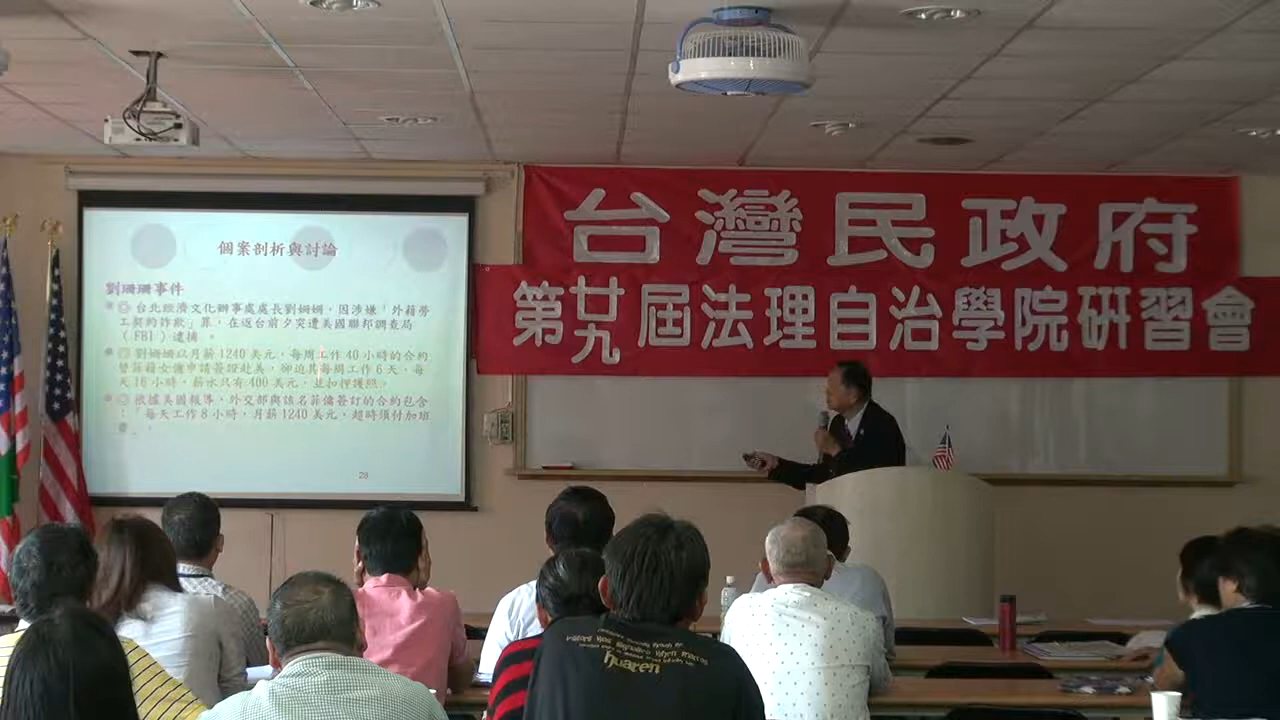 台灣民政府
第廿九屆法理自治學院研習會
個案剖析與討論
劉珊珊事件
◎ 台北經濟文化辦事處處長劉姍姍，因涉嫌「外籍勞
工契約詐欺」罪，在返台前夕突遭美國聯邦調查局
（FBI）逮捕。
劉姍姍以月薪1240美元，每周工作40小時的合約
替菲籍女傭申請簽證赴美，卻迫其每周工作6天，每
天16小時，薪水只有400美元，並扣押護照。
◎ 根據美國報導，外交部與該名菲傭簽訂的合約包含
：「每天工作8小時，月薪1240美元，超時須付加班
28
huaren